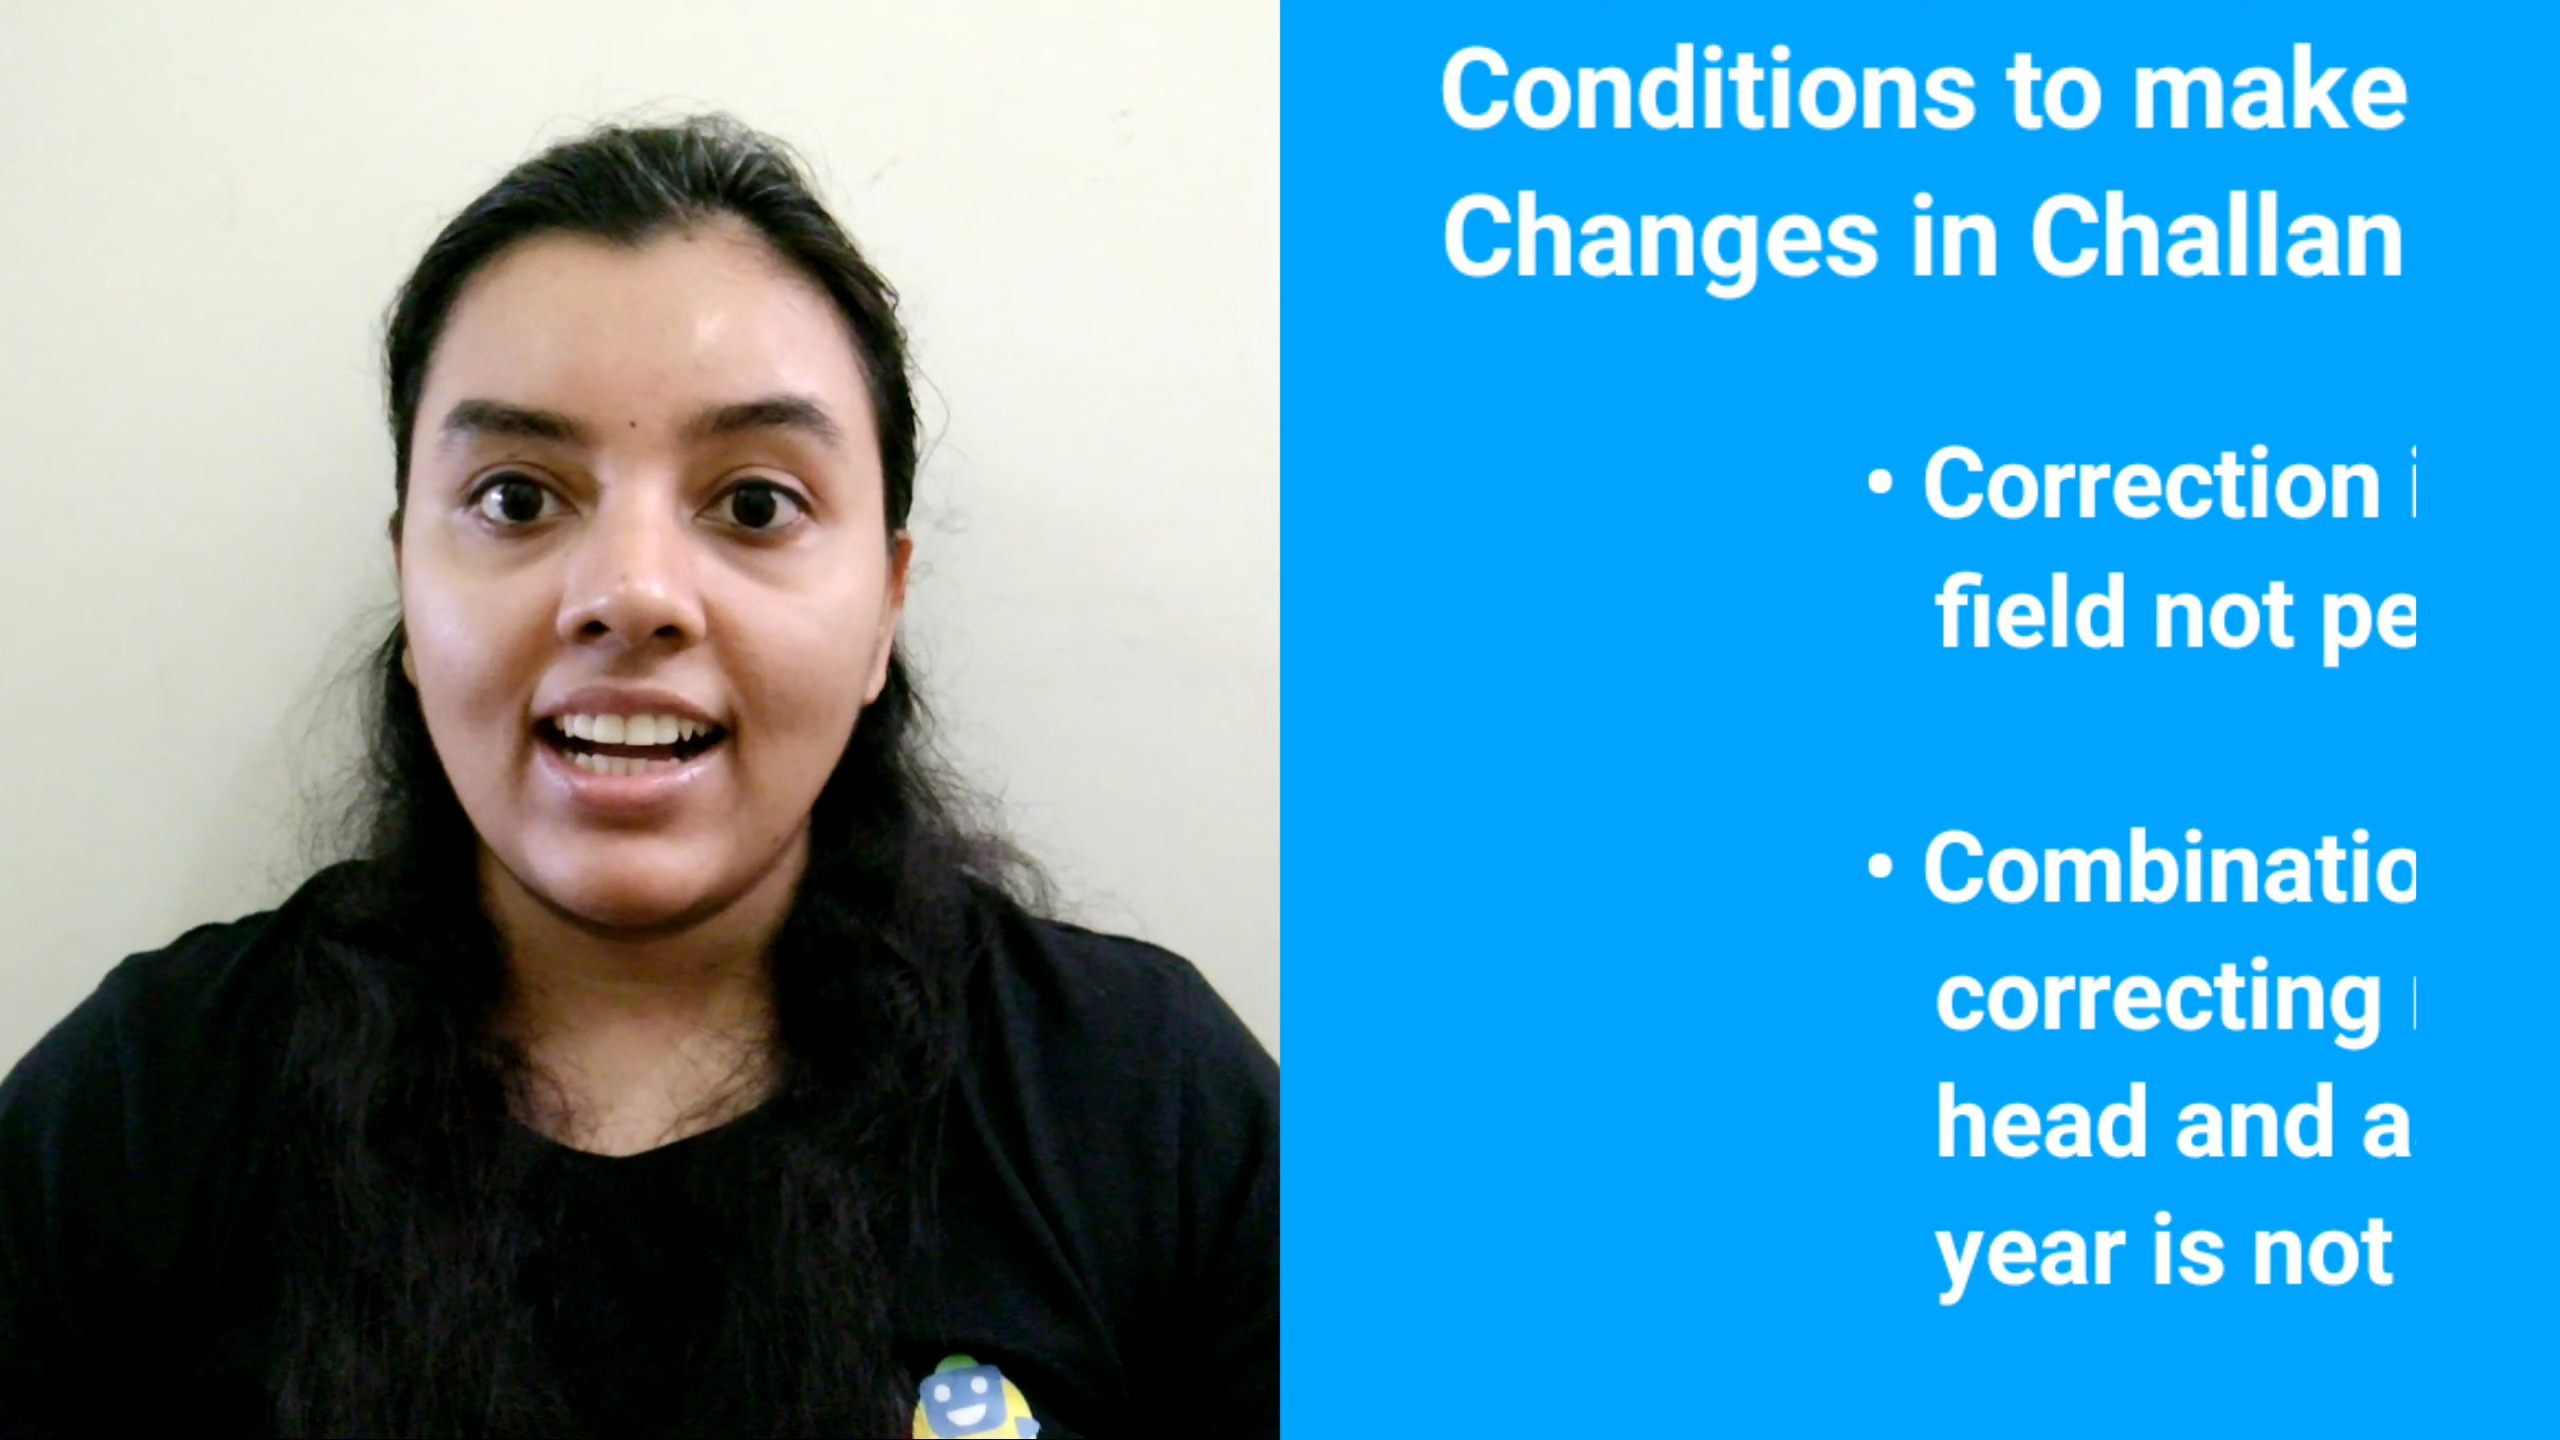 Conditions to make
Changes in Challan
• Correction
field not
•
correcting
head and
year is not